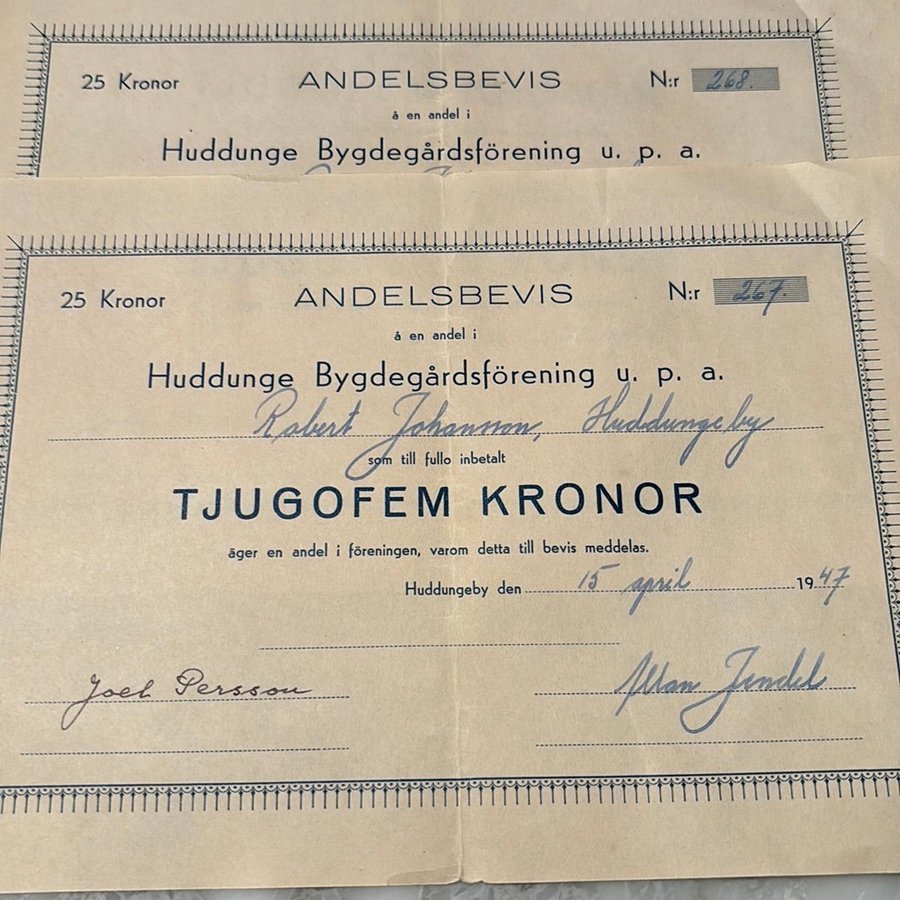 25 Kronor ANDELSBEVIS N:r 268.
å en andel i
Huddunge Bygdegårdsförening u. p. a.
25 Kronor ANDELSBEVIS N:r 267.
å en andel i
Huddunge Bygdegårdsförening u. p. a.
Robert Johansson, Huddungeby
som till fullo inbetalt
TJUGOFEM KRONOR
äger en andel i föreningen, varom detta till bevis meddelas.
Huddungeby den 15 april 1947
Joel Persson Allan Jendel